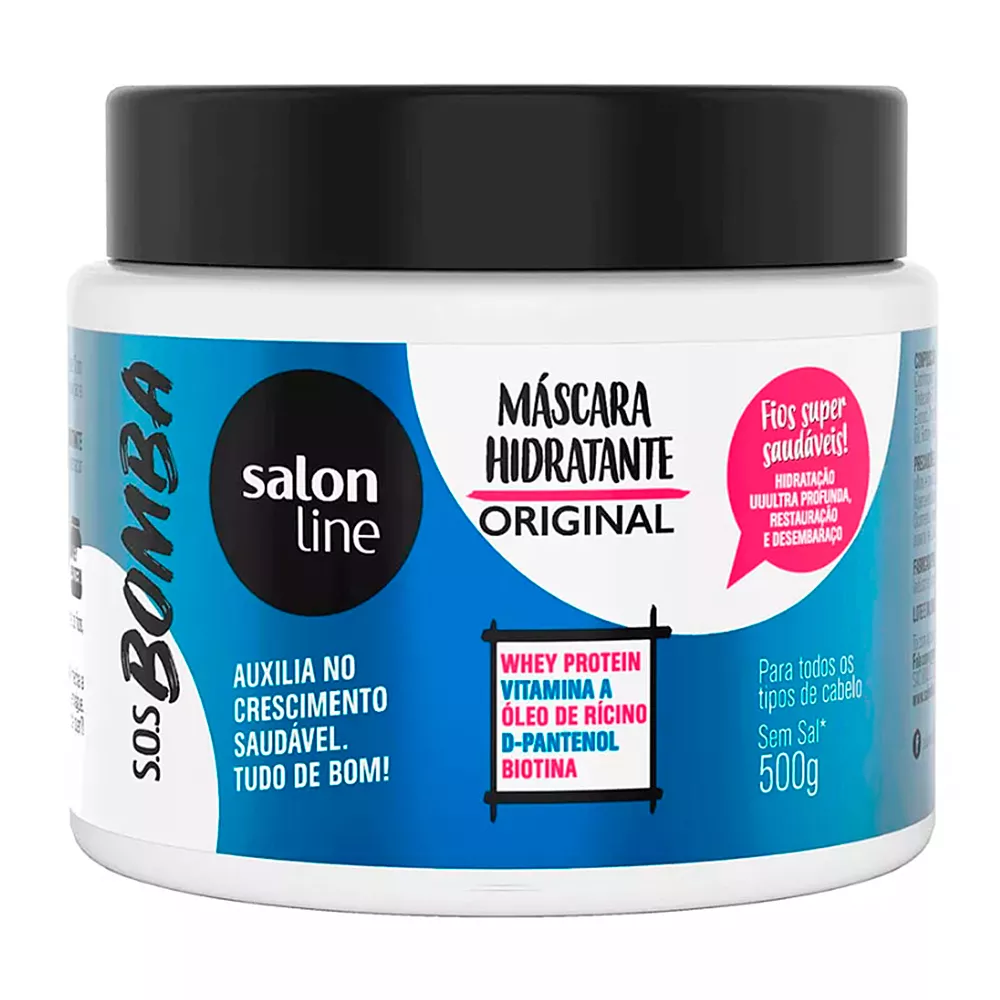 S.O.S BOMBA
salon
line
AUXILIA NO
CRESCIMENTO
SAUDÁVEL.
TUDO DE BOM!
MÁSCARA
HIDRATANTE
ORIGINAL
WHEY PROTEIN
VITAMINA A
ÓLEO DE RÍCINO
D-PANTENOL
BIOTINA
Fios super
saudáveis!
HIDRATAÇÃO
UUULTRA PROFUNDA,
RESTAURAÇÃO
E DESEMBARAÇO
Para todos os
tipos de cabelo
Sem Sal*
500g